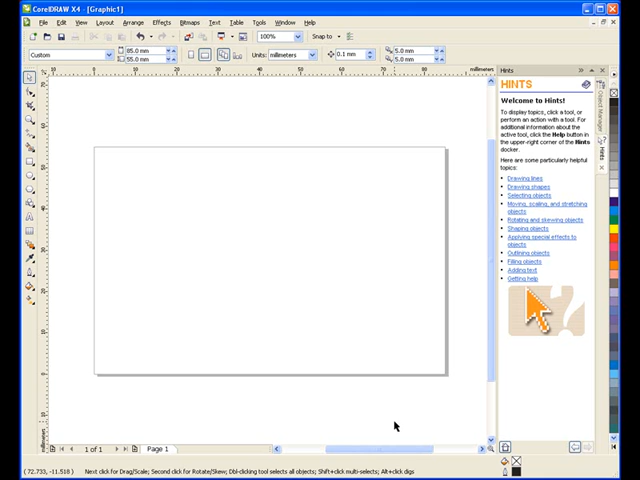 CorelDRAW X4 - [Graphic1]
File Edit View Layout Arrange Effects Bitmaps Text Table Tools Window Help
100% Snap to
Custom 85.0 mm 55.0 mm Units: millimeters 0.1 mm 5.0 mm 5.0 mm
millimeters
Hints
HINTS
Welcome to Hints!
To display topics, click a tool, or
perform an action with a tool. For
additional information about the
active tool, click the Help button in
the upper-right corner of the Hints
docker.
Here are some particularly helpful
topics:
• Drawing lines
• Drawing shapes
• Selecting objects
• Moving, scaling, and stretching
objects
• Rotating and skewing objects
• Shaping objects
• Applying special effects to
objects
• Outlining objects
• Filling objects
• Adding text
• Getting help
Object Manager
Hints
millimeters
1 of 1 Page 1
( 72.733, -11.518 ) Next click for Drag/Scale; Second click for Rotate/Skew; Dbl-clicking tool selects all objects; Shift+click multi-selects; Alt+click digs